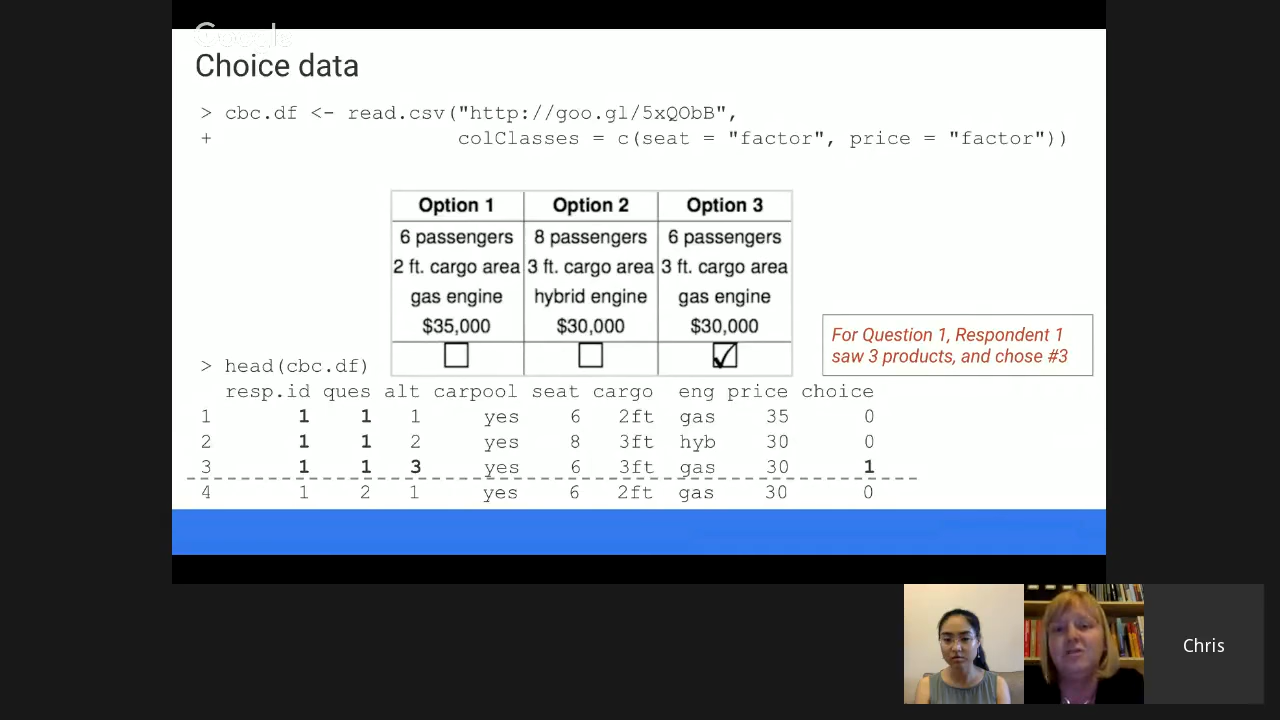 Google
Choice data
> cbc.df <- read.csv("http://goo.gl/5xQObB",
+ colClasses = c(seat = "factor", price = "factor"))
Option 1 Option 2 Option 3
6 passengers 8 passengers 6 passengers
2 ft. cargo area 3 ft. cargo area 3 ft. cargo area
gas engine hybrid engine gas engine
$35,000 $30,000 $30,000
For Question 1, Respondent 1
saw 3 products, and chose #3
> head(cbc.df)
resp.id ques alt carpool seat cargo eng price choice
1 1 1 1 yes 6 2ft gas 35 0
2 1 1 2 yes 8 3ft hyb 30 0
3 1 1 3 yes 6 3ft gas 30 1
4 1 2 1 yes 6 2ft gas 30 0
Chris